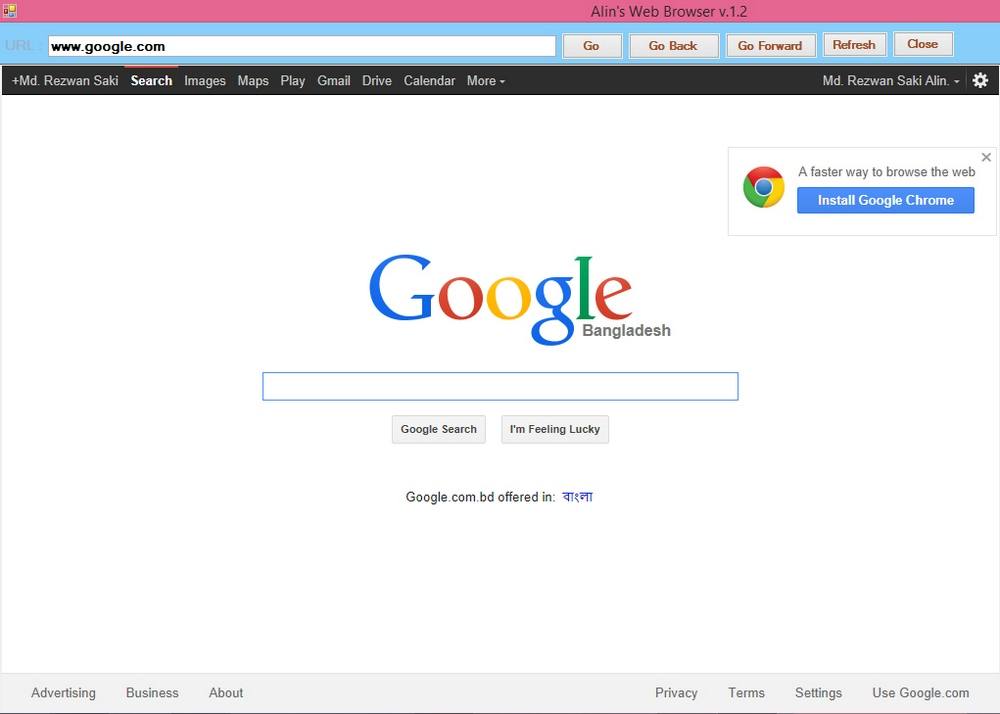 Alin's Web Browser v.1.2
URL : www.google.com Go Go Back Go Forward Refresh Close
+Md. Rezwan Saki Search Images Maps Play Gmail Drive Calendar More Md. Rezwan Saki Alin.
A faster way to browse the web
Install Google Chrome
Google
Bangladesh
Google Search I'm Feeling Lucky
Google.com.bd offered in: বাংলা
Advertising Business About Privacy Terms Settings Use Google.com